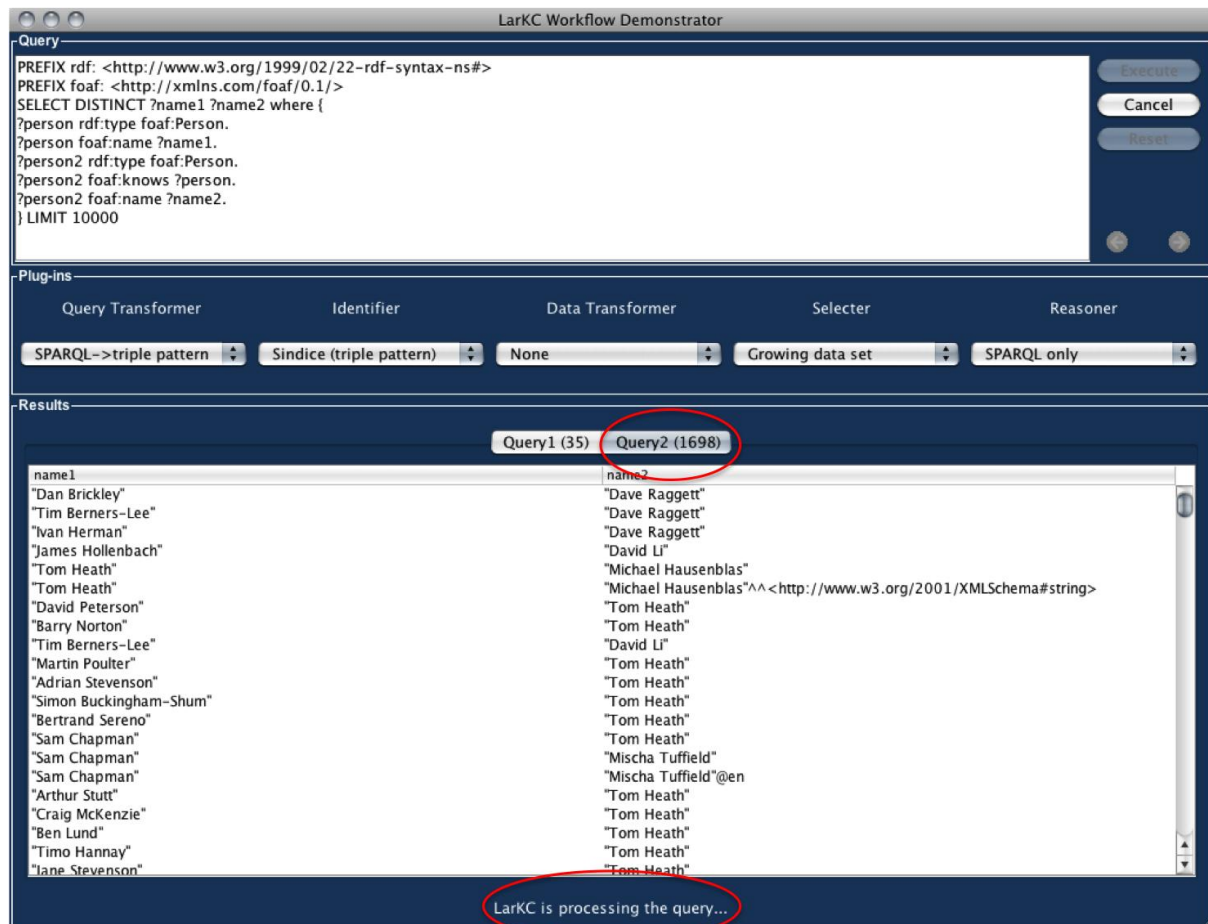 LarKC Workflow Demonstrator
Query
PREFIX rdf: <http://www.w3.org/1999/02/22-rdf-syntax-ns#>
PREFIX foaf: <http://xmlns.com/foaf/0.1/>
SELECT DISTINCT ?name1 ?name2 where {
?person rdf:type foaf:Person.
?person foaf:name ?name1.
?person2 rdf:type foaf:Person.
?person2 foaf:knows ?person.
?person2 foaf:name ?name2.
} LIMIT 10000
Execute
Cancel
Reset
Plug-ins
Query Transformer Identifier Data Transformer Selecter Reasoner
SPARQL->triple pattern Sindice (triple pattern) None Growing data set SPARQL only
Results
Query1 (35) Query2 (1698)
name1 name2
"Dan Brickley" "Dave Raggett"
"Tim Berners-Lee" "Dave Raggett"
"Ivan Herman" "Dave Raggett"
"James Hollenbach" "David Li"
"Tom Heath" "Michael Hausenblas"
"Tom Heath" "Michael Hausenblas"^^<http://www.w3.org/2001/XMLSchema#string>
"David Peterson" "Tom Heath"
"Barry Norton" "Tom Heath"
"Tim Berners-Lee" "David Li"
"Martin Poulter" "Tom Heath"
"Adrian Stevenson" "Tom Heath"
"Simon Buckingham-Shum" "Tom Heath"
"Bertrand Sereno" "Tom Heath"
"Sam Chapman" "Tom Heath"
"Sam Chapman" "Mischa Tuffield"
"Sam Chapman" "Mischa Tuffield"@en
"Arthur Stutt" "Tom Heath"
"Craig McKenzie" "Tom Heath"
"Ben Lund" "Tom Heath"
"Timo Hannay" "Tom Heath"
"Jane Stevenson" "Tom Heath"
LarKC is processing the query...